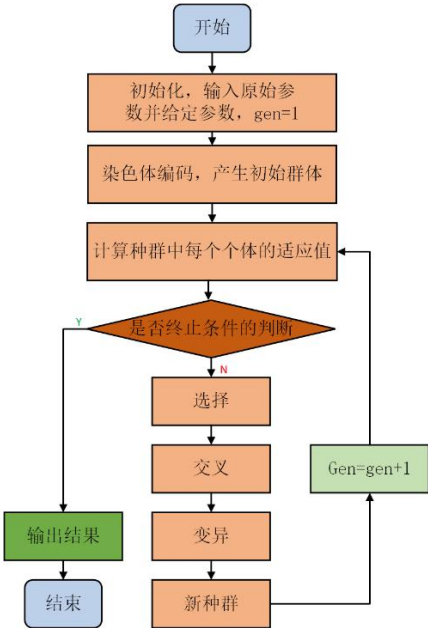 开始
初始化，输入原始参
数并给定参数，gen=1
染色体编码，产生初始群体
计算种群中每个个体的适应值
是否终止条件的判断
Y
N
选择
交叉
Gen=gen+1
变异
输出结果
新种群
结束